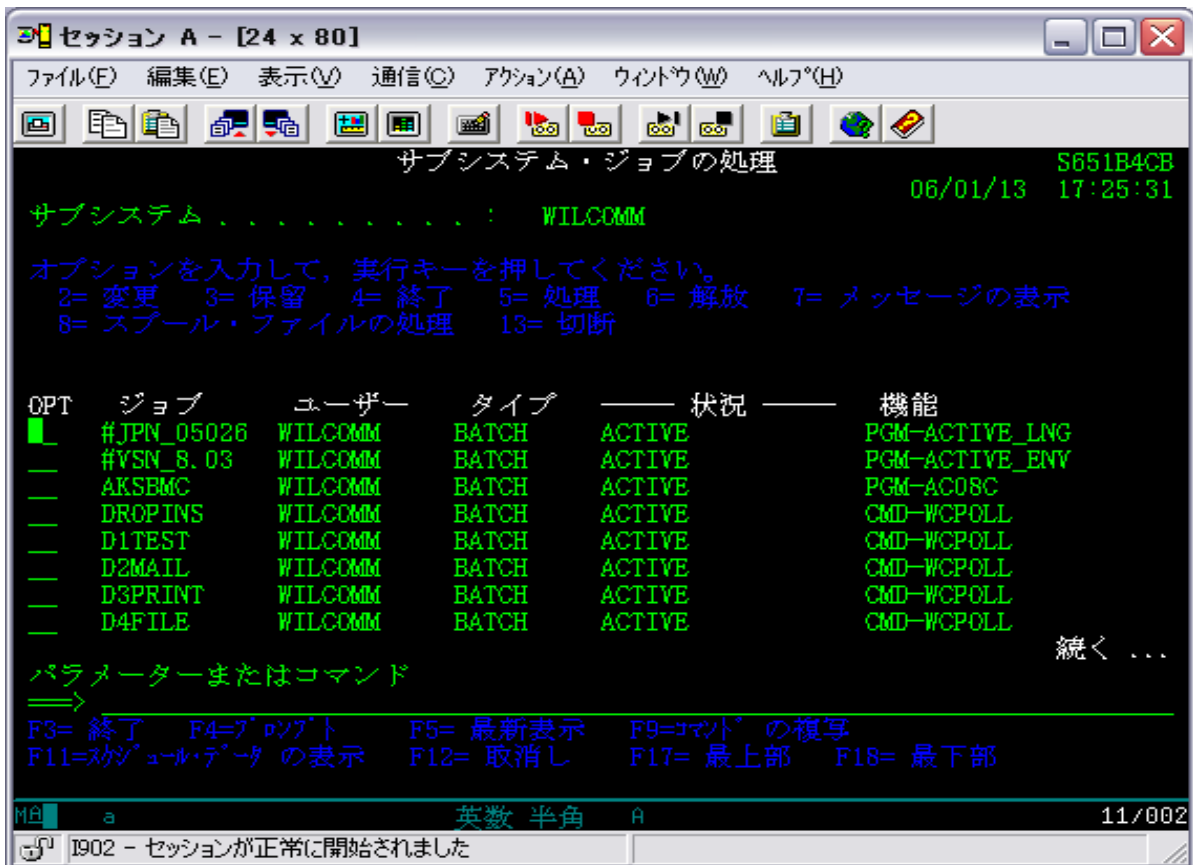 セッション A - [24 x 80]
ファイル(F) 編集(E) 表示(V) 通信(C) アクション(A) ウィンドウ(W) ヘルプ(H)
サブシステム・ジョブの処理 S651B4CB
06/01/13 17:25:31
サブシステム . . . . . . . . . . : WILCOMM
オプションを入力して, 実行キーを押してください。
2= 変更 3= 保留 4= 終了 5= 処理 6= 解放 7= メッセージの表示
8= スプール・ファイルの処理 13= 切断
OPT ジョブ ユーザー タイプ ―――― 状況 ―――― 機能
__ #JPN_05026 WILCOMM BATCH ACTIVE PGM-ACTIVE_LNG
__ #VSN_8.03 WILCOMM BATCH ACTIVE PGM-ACTIVE_ENV
__ AKSBMC WILCOMM BATCH ACTIVE PGM-AC08C
__ DROPINS WILCOMM BATCH ACTIVE CMD-WCPOLL
__ D1TEST WILCOMM BATCH ACTIVE CMD-WCPOLL
__ D2MAIL WILCOMM BATCH ACTIVE CMD-WCPOLL
__ D3PRINT WILCOMM BATCH ACTIVE CMD-WCPOLL
__ D4FILE WILCOMM BATCH ACTIVE CMD-WCPOLL
続く ...
パラメーターまたはコマンド
===>
F3= 終了 F4=ﾌﾟﾛﾝﾌﾟﾄ F5= 最新表示 F9=ｺﾏﾝﾄﾞ の複写
F11=ｽｹｼﾞｭｰﾙ･ﾃﾞｰﾀ の表示 F12= 取消し F17= 最上部 F18= 最下部
MA a 英数 半角 A 11/002
I902 - セッションが正常に開始されました